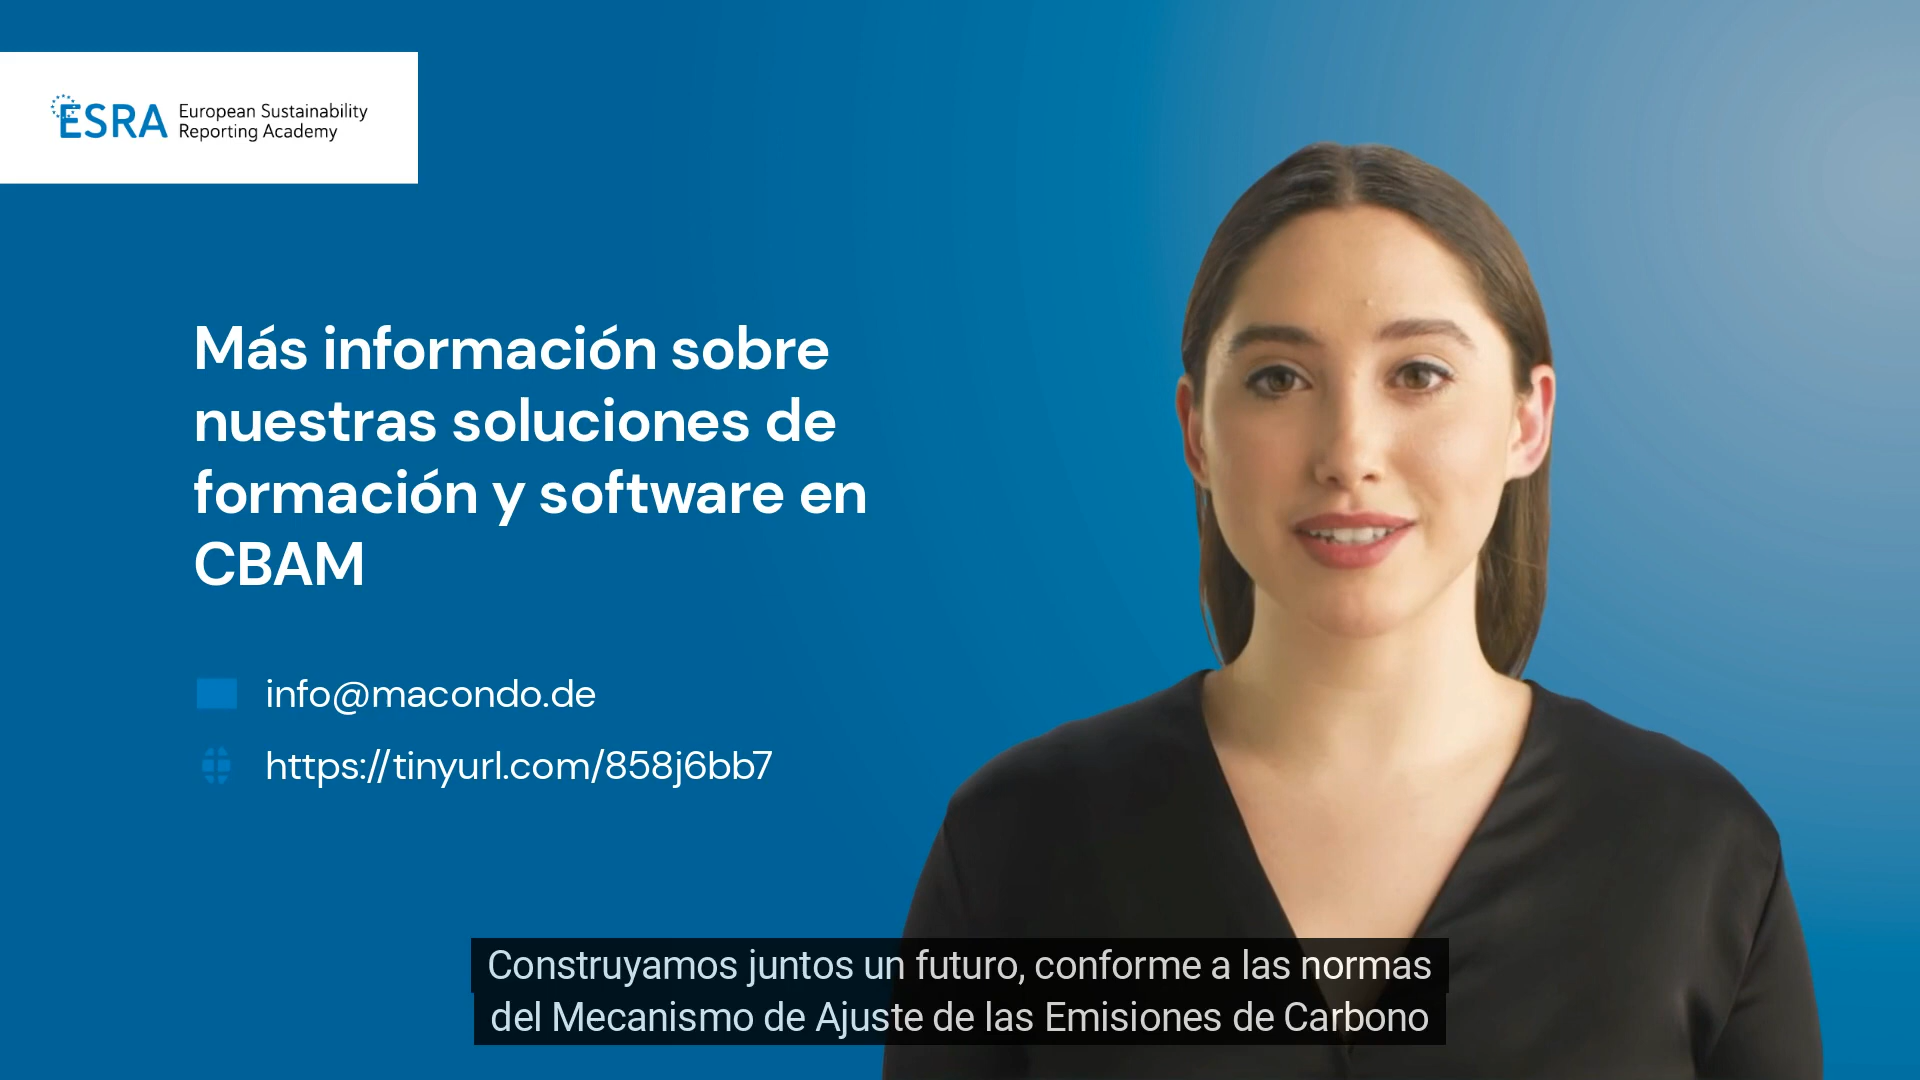 ESRA European Sustainability
Reporting Academy
Más información sobre
nuestras soluciones de
formación y software en
CBAM
info@macondo.de
https://tinyurl.com/858j6bb7
Construyamos juntos un futuro, conforme a las normas
del Mecanismo de Ajuste de las Emisiones de Carbono